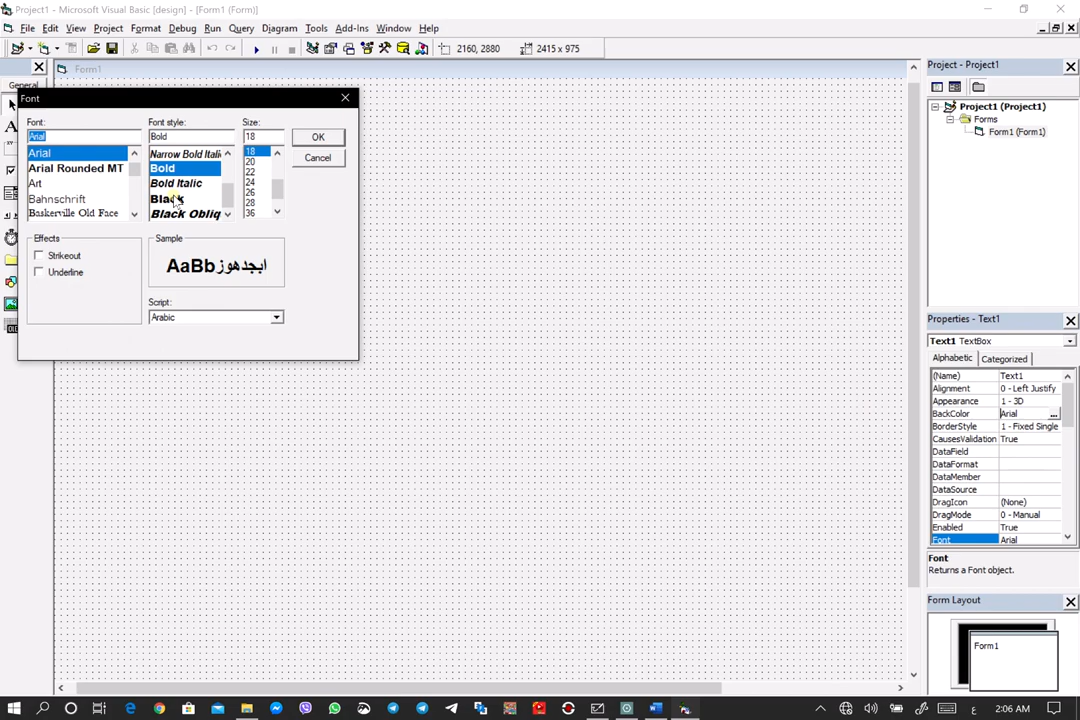 Project1 - Microsoft Visual Basic [design] - [Form1 (Form)]
File Edit View Project Format Debug Run Query Diagram Tools Add-Ins Window Help
2160, 2880 2415 x 975
General
Form1
Font
Font: Font style: Size:
Arial Bold 18
OK
Cancel
Arial
Arial Rounded MT
Art
Bahnschrift
Baskerville Old Face
Narrow Bold Itali
Bold
Bold Italic
Black
Black Obliq
18
20
22
24
26
28
36
Effects
Strikeout
Underline
Sample
AaBbابجدهوز
Script:
Arabic
Project - Project1
Project1 (Project1)
Forms
Form1 (Form1)
Properties - Text1
Text1 TextBox
Alphabetic Categorized
(Name) Text1
Alignment 0 - Left Justify
Appearance 1 - 3D
BackColor Arial ...
BorderStyle 1 - Fixed Single
CausesValidation True
DataField
DataFormat
DataMember
DataSource
DragIcon (None)
DragMode 0 - Manual
Enabled True
Font Arial
Font
Returns a Font object.
Form Layout
Form1
ع 2:06 AM